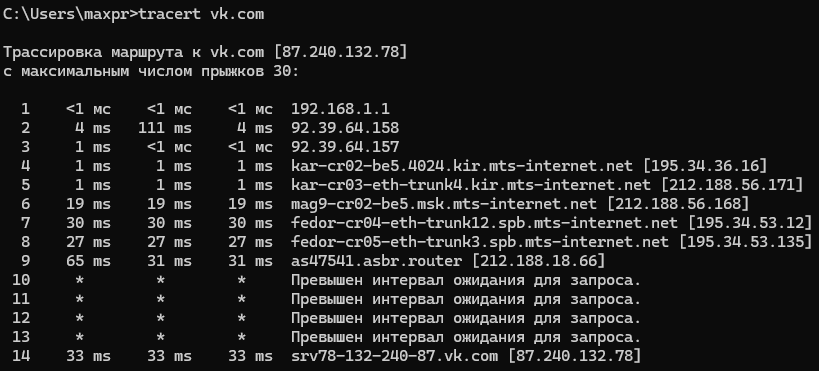 C:\Users\maxpr>tracert vk.com
Трассировка маршрута к vk.com [87.240.132.78]
с максимальным числом прыжков 30:
1 <1 мс <1 мс <1 мс 192.168.1.1
2 4 ms 111 ms 4 ms 92.39.64.158
3 1 ms <1 мс <1 мс 92.39.64.157
4 1 ms 1 ms 1 ms kar-cr02-be5.4024.kir.mts-internet.net [195.34.36.16]
5 1 ms 1 ms 1 ms kar-cr03-eth-trunk4.kir.mts-internet.net [212.188.56.171]
6 19 ms 19 ms 19 ms mag9-cr02-be5.msk.mts-internet.net [212.188.56.168]
7 30 ms 30 ms 30 ms fedor-cr04-eth-trunk12.spb.mts-internet.net [195.34.53.12]
8 27 ms 27 ms 27 ms fedor-cr05-eth-trunk3.spb.mts-internet.net [195.34.53.135]
9 65 ms 31 ms 31 ms as47541.asbr.router [212.188.18.66]
10 * * * Превышен интервал ожидания для запроса.
11 * * * Превышен интервал ожидания для запроса.
12 * * * Превышен интервал ожидания для запроса.
13 * * * Превышен интервал ожидания для запроса.
14 33 ms 33 ms 33 ms srv78-132-240-87.vk.com [87.240.132.78]